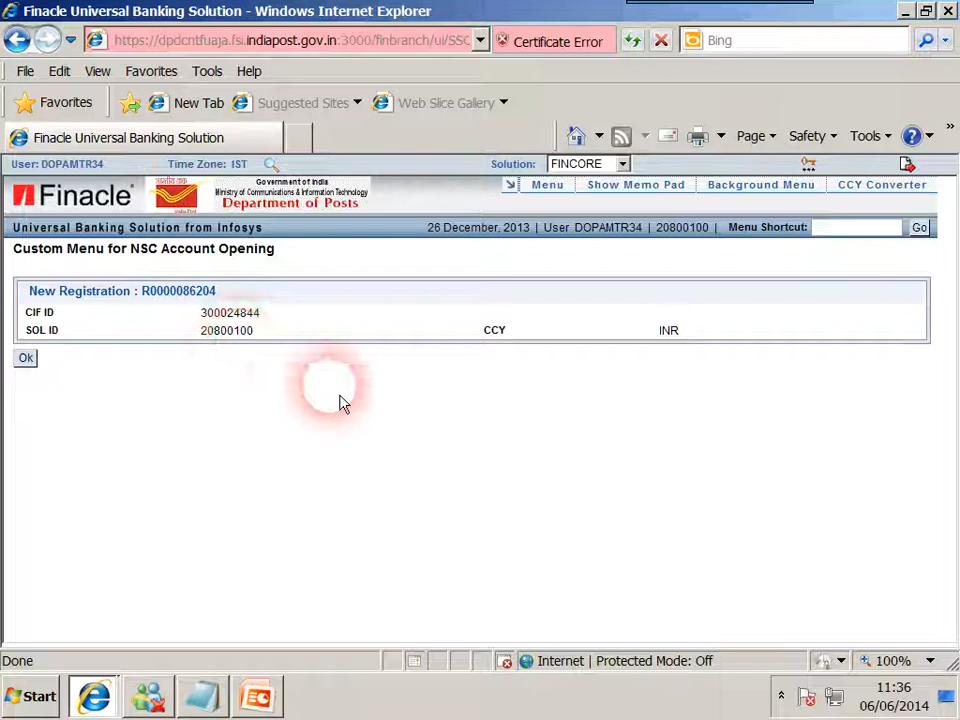 Finacle Universal Banking Solution - Windows Internet Explorer
https://dpdcntfuaja.fsi.indiapost.gov.in:3000/finbranch/ui/SSC
Certificate Error
Bing
File Edit View Favorites Tools Help
Favorites New Tab Suggested Sites Web Slice Gallery
Finacle Universal Banking Solution
Page Safety Tools
User: DOPAMTR34 Time Zone: IST Solution: FINCORE
Finacle
Government of India
Ministry of Communications & Information Technology
Department of Posts
Menu Show Memo Pad Background Menu CCY Converter
Universal Banking Solution from Infosys 26 December, 2013 | User DOPAMTR34 | 20800100 | Menu Shortcut: Go
Custom Menu for NSC Account Opening
New Registration : R0000086204
CIF ID 300024844
SOL ID 20800100 CCY INR
Ok
Done Internet | Protected Mode: Off 100%
Start
11:36
06/06/2014